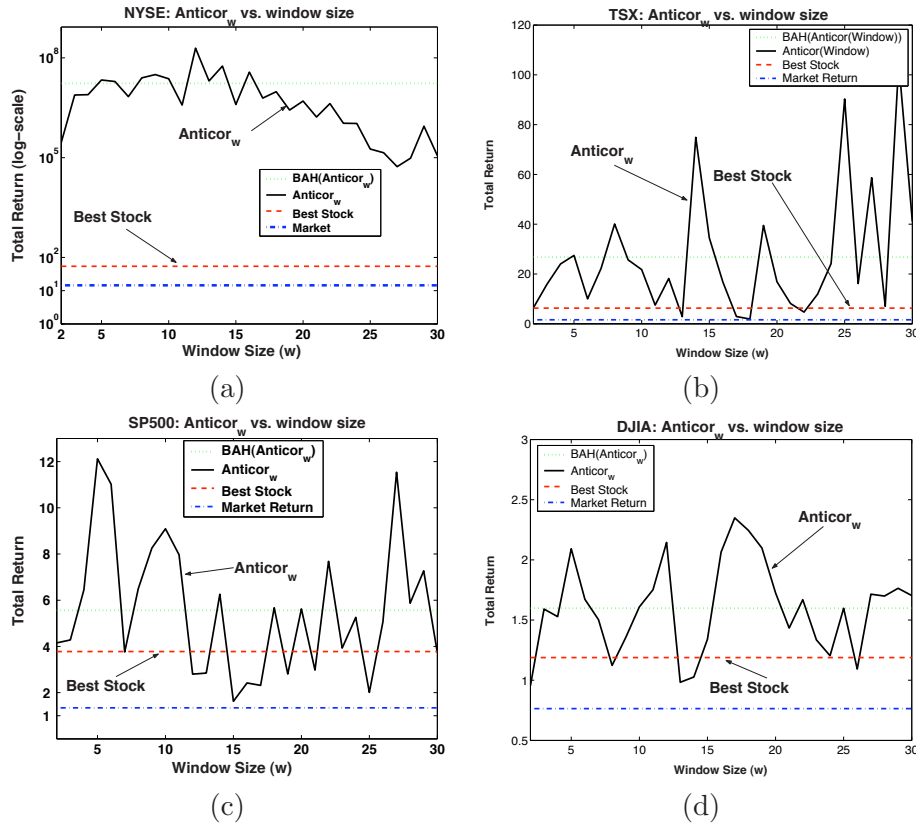 NYSE: Anticor_w vs. window size
Total Return (log−scale)
10^8
10^5
10^2
10^1
10^0
Anticor_w
BAH(Anticor_w)
Anticor_w
Best Stock
Market
Best Stock
2 5 10 15 20 25 30
Window Size (w)
(a)
TSX: Anticor_w vs. window size
Total Return
120
100
80
60
40
20
0
BAH(Anticor(Window))
Anticor(Window)
Best Stock
Market Return
Anticor_w
Best Stock
5 10 15 20 25 30
Window Size (w)
(b)
SP500: Anticor_w vs. window size
Total Return
12
10
8
6
4
2
1
BAH(Anticor_w)
Anticor_w
Best Stock
Market Return
Anticor_w
Best Stock
5 10 15 20 25 30
Window Size (w)
(c)
DJIA: Anticor_w vs. window size
Total Return
3
2.5
2
1.5
1
0.5
BAH(Anticor_w)
Anticor_w
Best Stock
Market Return
Anticor_w
Best Stock
5 10 15 20 25 30
Window Size (w)
(d)